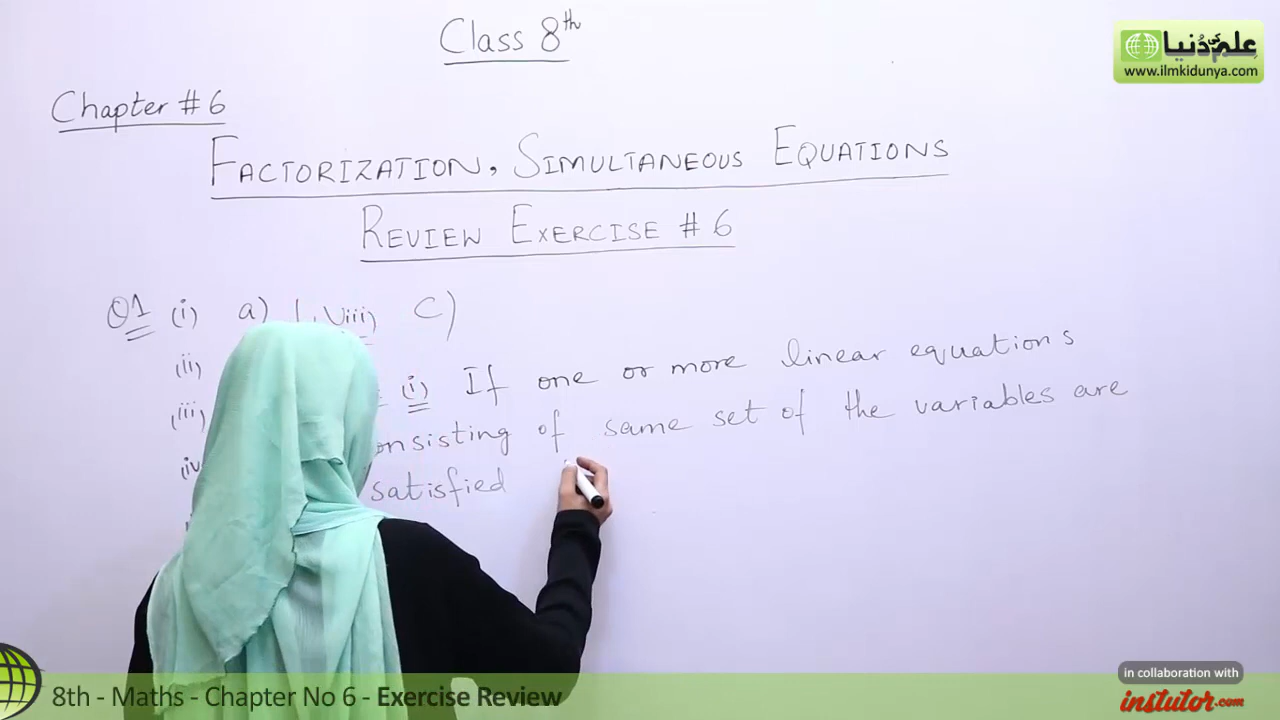 Class 8th
علم کی دنیا
www.ilmkidunya.com
Chapter # 6
FACTORIZATION, SIMULTANEOUS EQUATIONS
REVIEW EXERCISE # 6
Q1 (i) a) Viii) C)
(ii)
(i) If one or more linear equations
(iii)
onsisting of same set of the variables are
(iv
satisfied
in collaboration with
instutor.com
8th - Maths - Chapter No 6 - Exercise Review